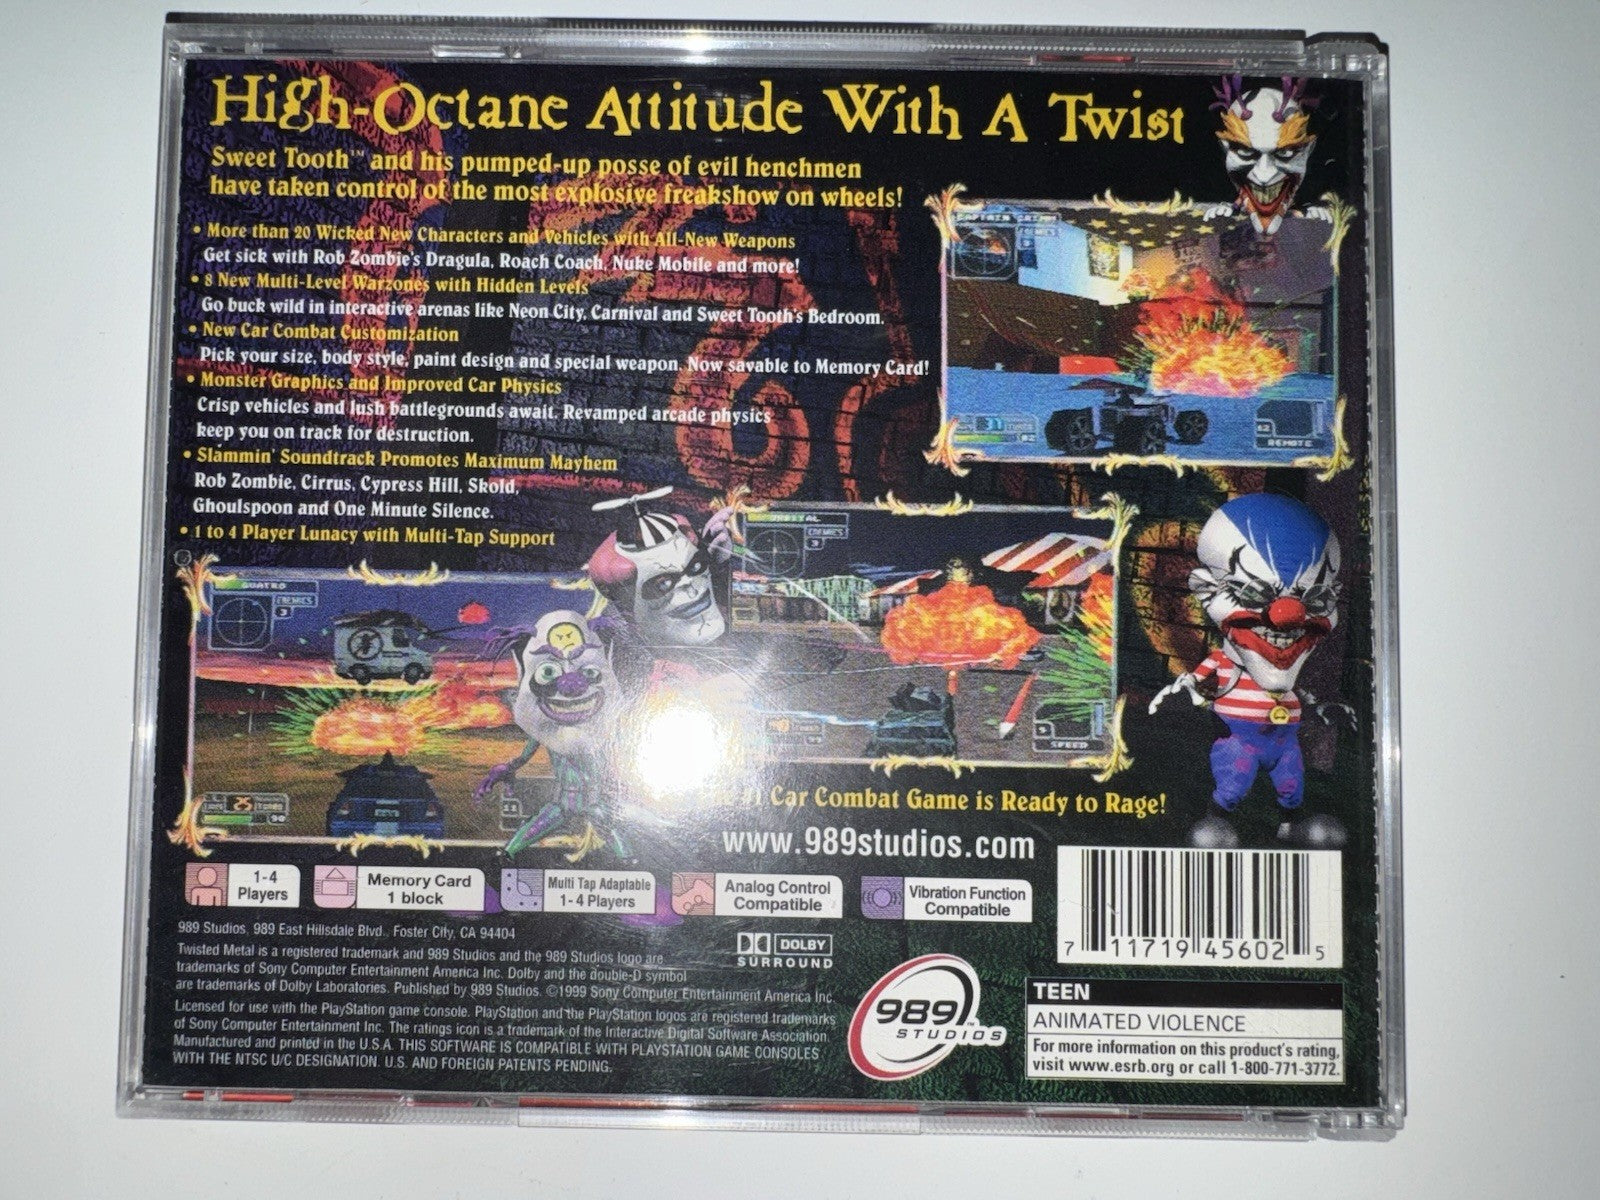 High-Octane Attitude With A Twist
Sweet Tooth™ and his pumped-up posse of evil henchmen
have taken control of the most explosive freakshow on wheels!
• More than 20 Wicked New Characters and Vehicles with All-New Weapons
Get sick with Rob Zombie's Dragula, Roach Coach, Nuke Mobile and more!
• 8 New Multi-Level Warzones with Hidden Levels
Go buck wild in interactive arenas like Neon City, Carnival and Sweet Tooth's Bedroom.
• New Car Combat Customization
Pick your size, body style, paint design and special weapon. Now savable to Memory Card!
• Monster Graphics and Improved Car Physics
Crisp vehicles and lush battlegrounds await. Revamped arcade physics
keep you on track for destruction.
• Slammin' Soundtrack Promotes Maximum Mayhem
Rob Zombie, Cirrus, Cypress Hill, Skold,
Ghoulspoon and One Minute Silence.
• 1 to 4 Player Lunacy with Multi-Tap Support
CAPTAIN GRIMM
ENEMIES
REMOTE
ORBITAL
ENEMIES
3
SPEED
QUATRO
ENEMIES
3
90
11
Car Combat Game is Ready to Rage!
www.989studios.com
1-4
Players
Memory Card
1 block
Multi Tap Adaptable
1-4 Players
Analog Control
Compatible
Vibration Function
Compatible
989 Studios, 989 East Hillsdale Blvd., Foster City, CA 94404
Twisted Metal is a registered trademark and 989 Studios and the 989 Studios logo are
trademarks of Sony Computer Entertainment America Inc. Dolby and the double-D symbol
are trademarks of Dolby Laboratories. Published by 989 Studios. ©1999 Sony Computer Entertainment America Inc.
Licensed for use with the PlayStation game console. PlayStation and the PlayStation logos are registered trademarks
of Sony Computer Entertainment Inc. The ratings icon is a trademark of the Interactive Digital Software Association.
Manufactured and printed in the U.S.A. THIS SOFTWARE IS COMPATIBLE WITH PLAYSTATION GAME CONSOLES
WITH THE NTSC U/C DESIGNATION. U.S. AND FOREIGN PATENTS PENDING.
DOLBY
SURROUND
989
STUDIOS
7 11719 45602 5
TEEN
ANIMATED VIOLENCE
For more information on this product's rating,
visit www.esrb.org or call 1-800-771-3772.